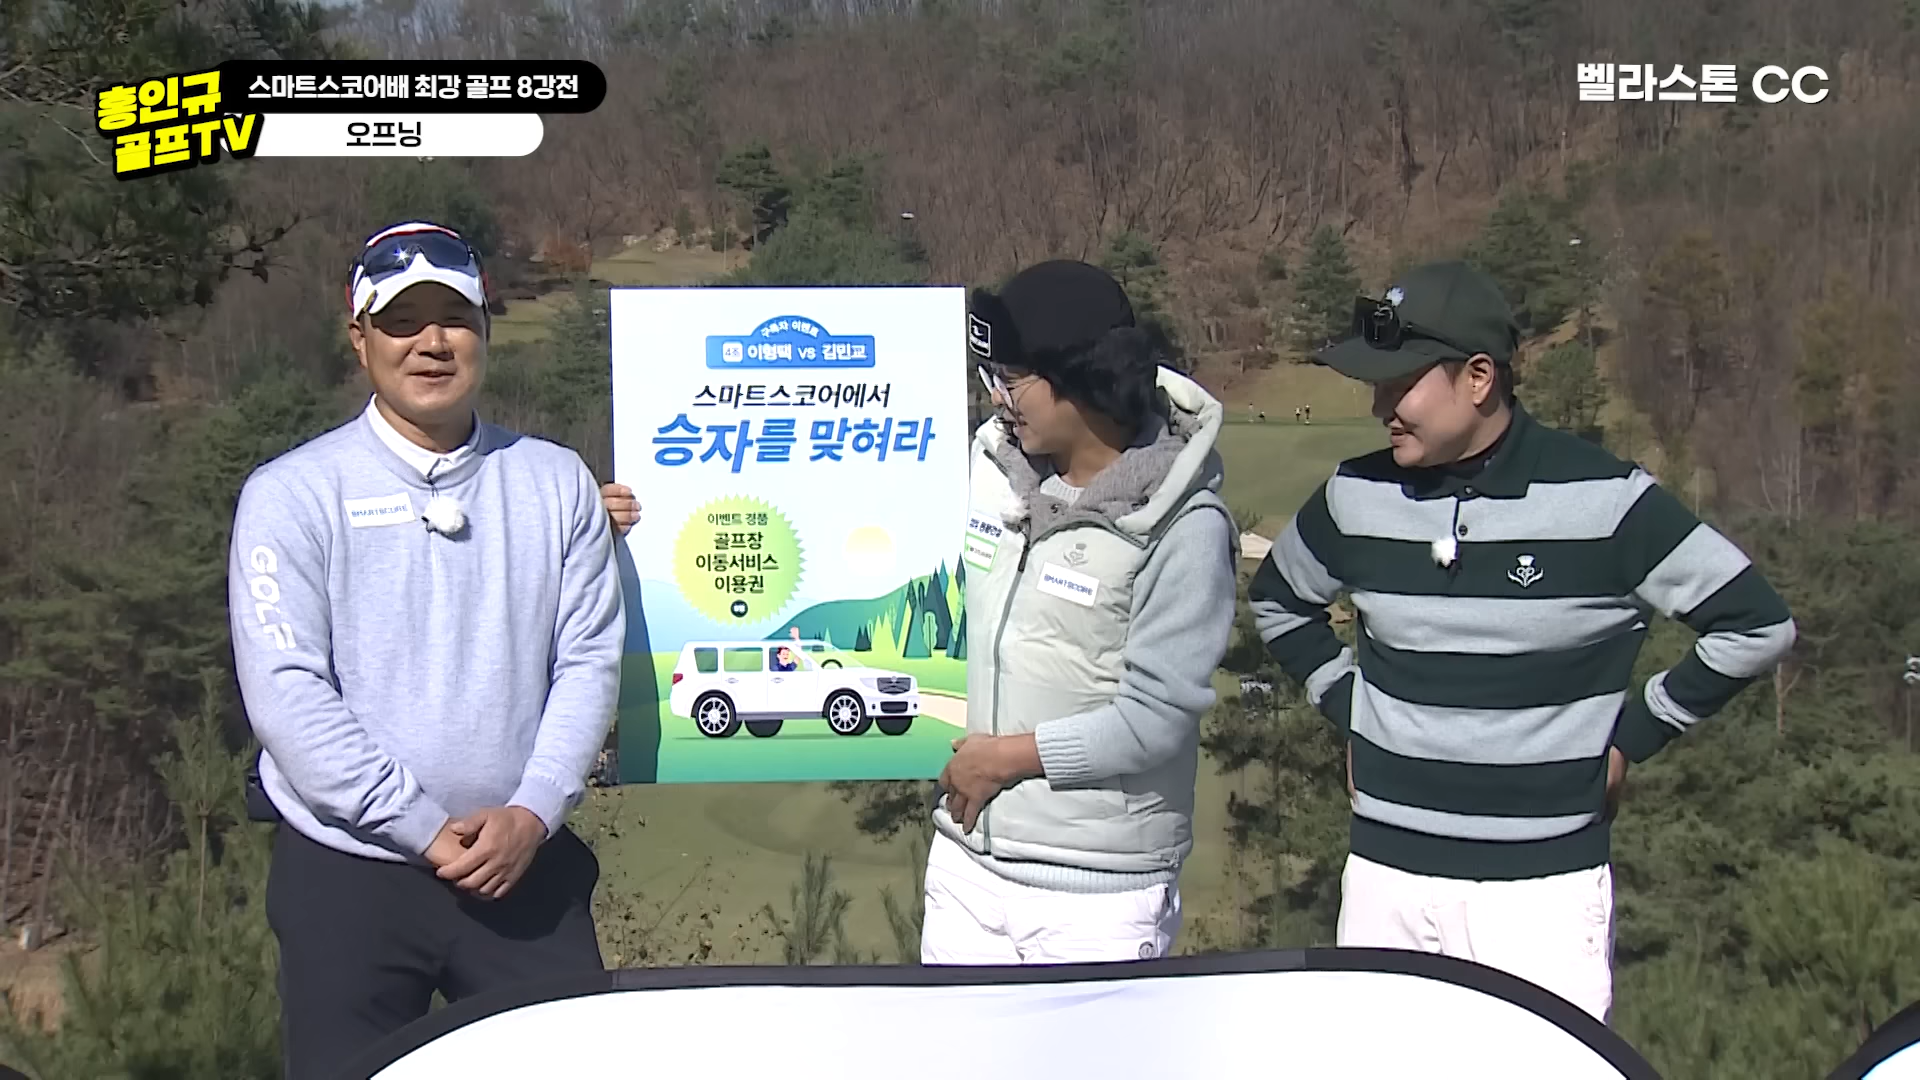 홍인규
골프TV
스마트스코어배 최강 골프 8강전
오프닝
벨라스톤 CC
구독자 이벤트
4조 이형택 VS 김민교
스마트스코어에서
승자를 맞혀라
이벤트 경품
골프장
이동서비스
이용권
SMARTSCORE
GOLF
SMARTSCORE